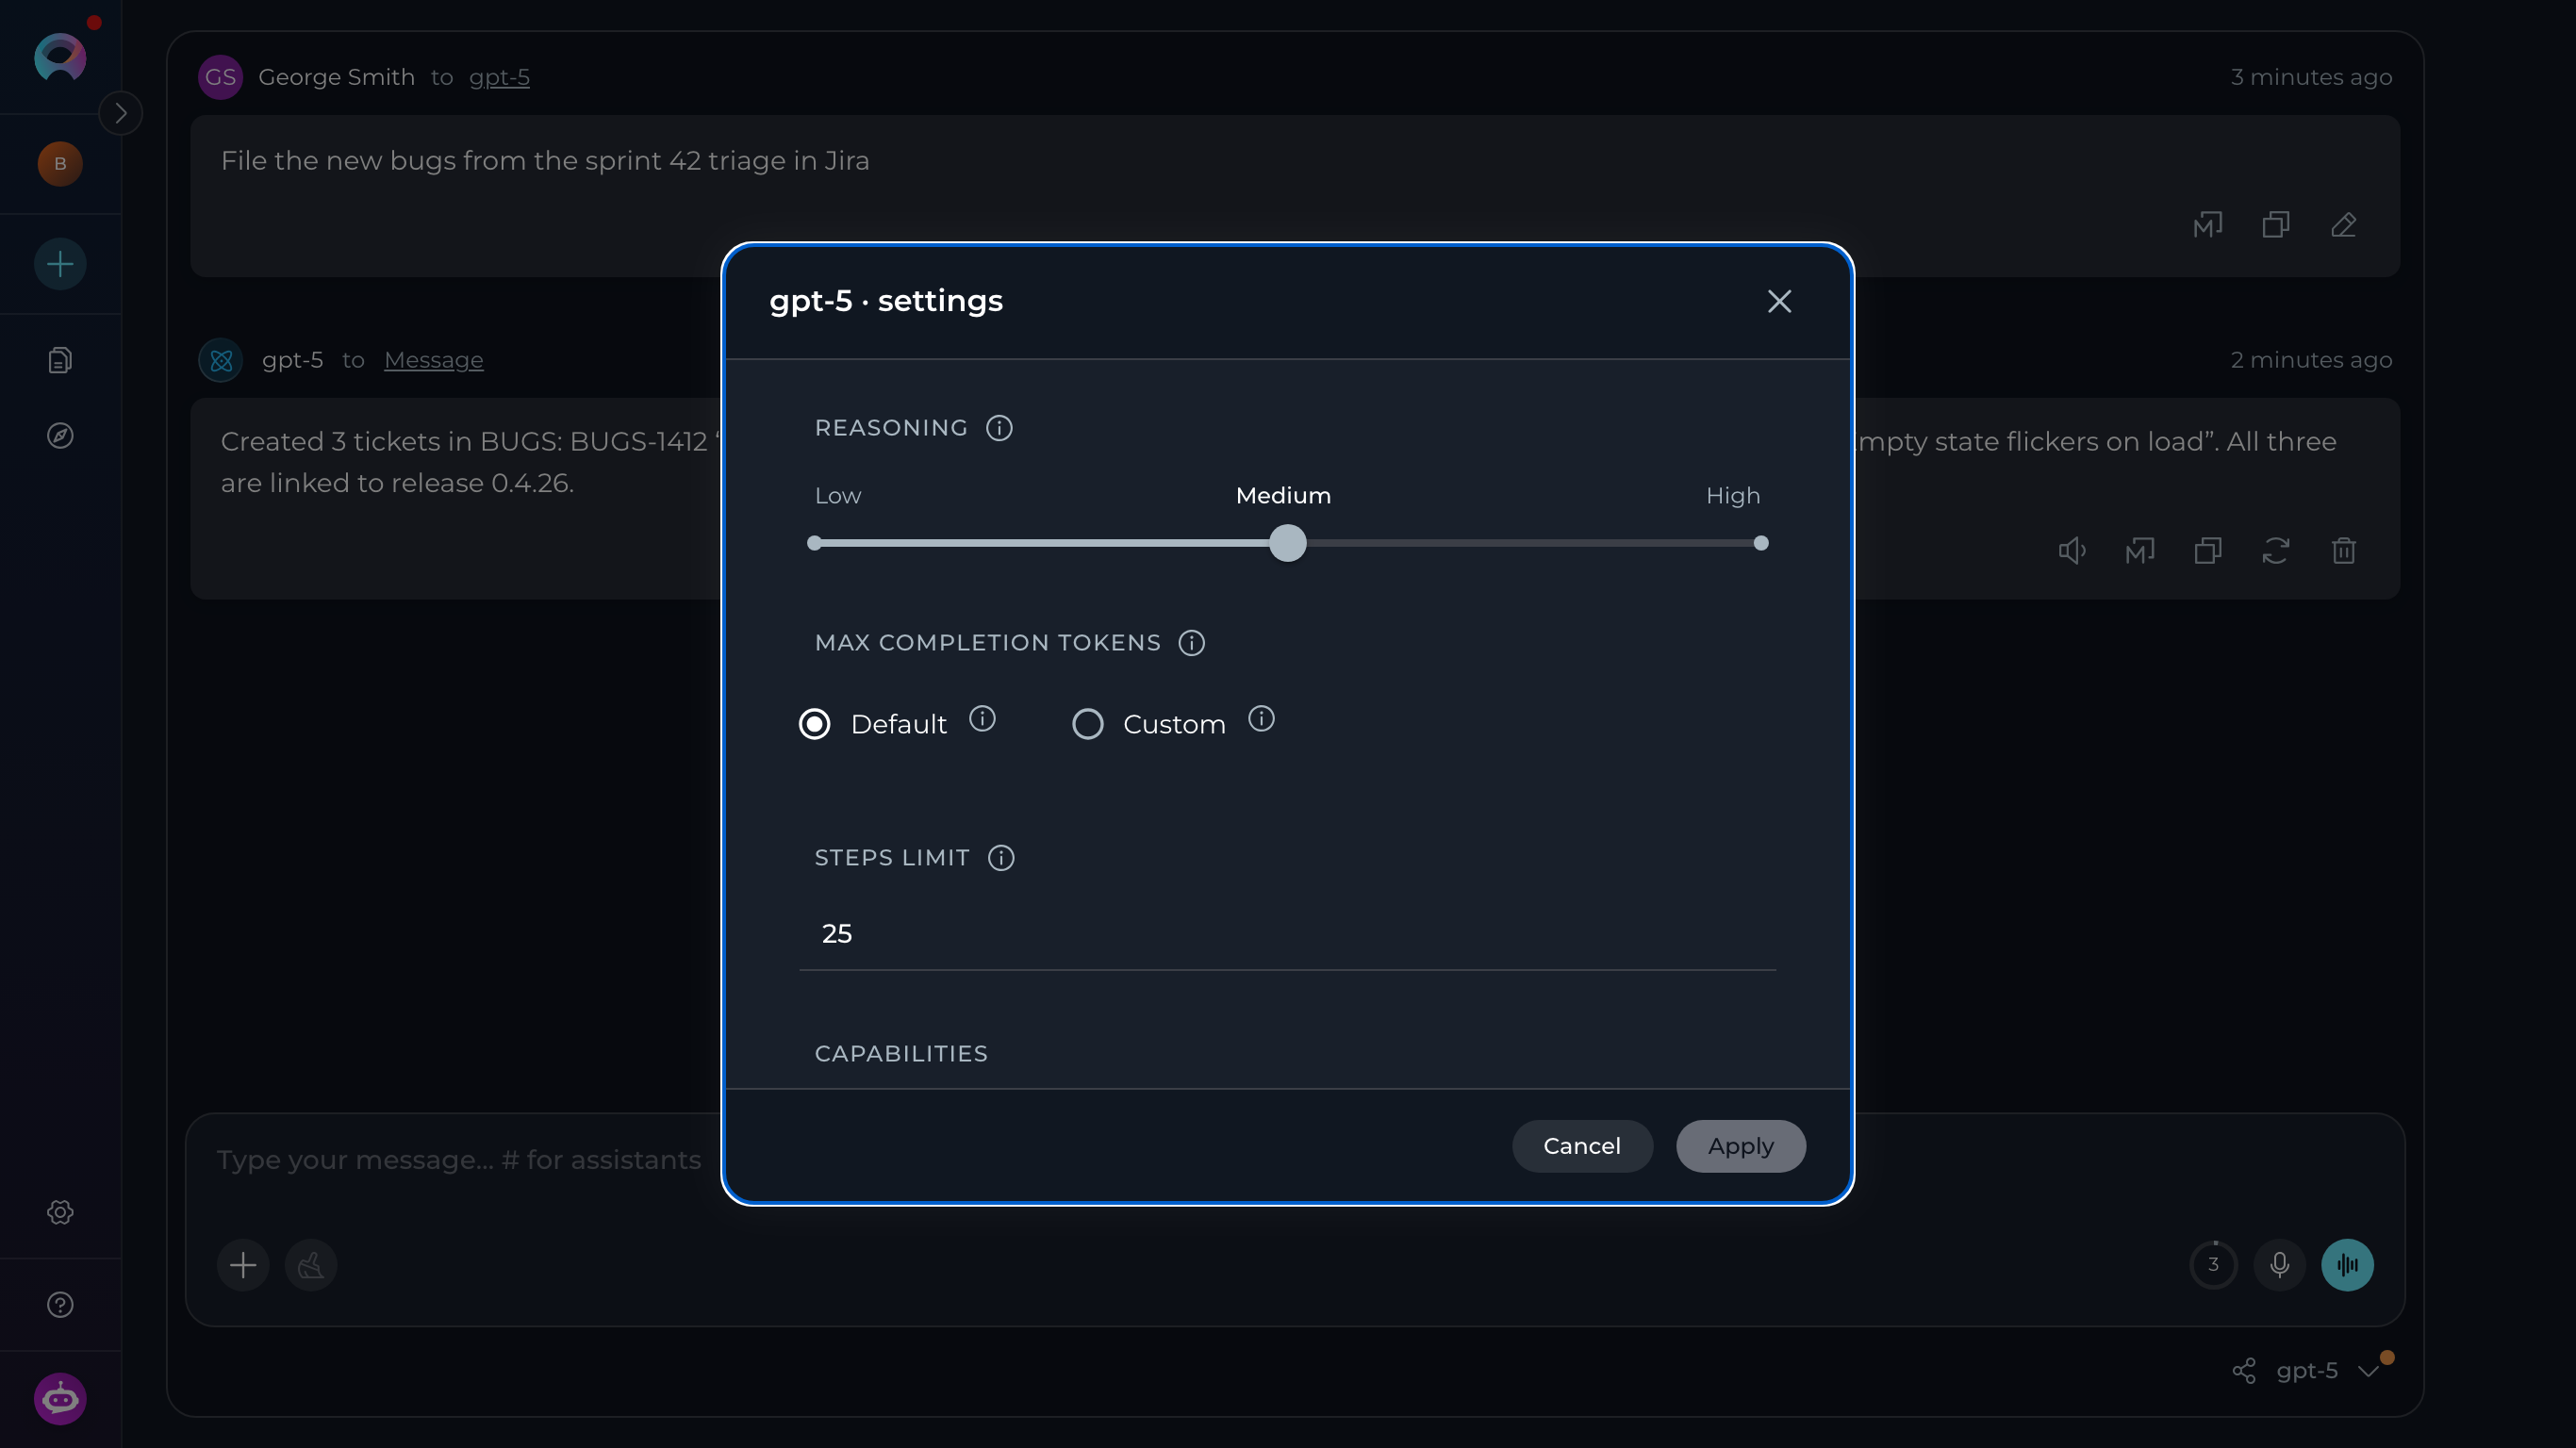 GS George Smith to gpt-5 3 minutes ago
B
File the new bugs from the sprint 42 triage in Jira
gpt-5 to Message 2 minutes ago
Created 3 tickets in BUGS: BUGS-1412 “
mpty state flickers on load”. All three
are linked to release 0.4.26.
gpt-5 · settings
REASONING
Low Medium High
MAX COMPLETION TOKENS
Default Custom
STEPS LIMIT
25
CAPABILITIES
Cancel Apply
Type your message... # for assistants
3
gpt-5